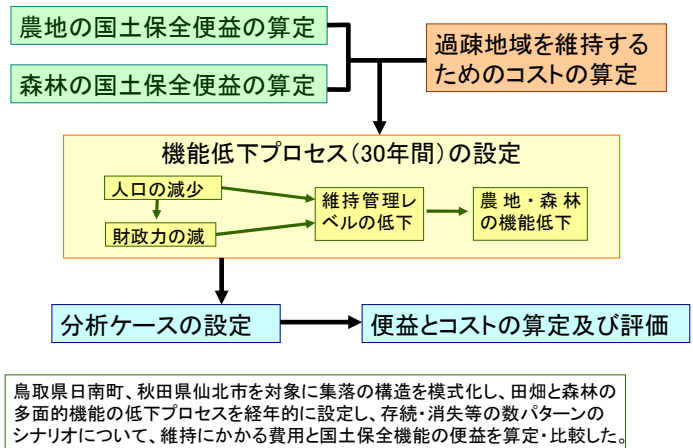 農地の国土保全便益の算定
森林の国土保全便益の算定
過疎地域を維持する
ためのコストの算定
機能低下プロセス(30年間)の設定
人口の減少
財政力の減
維持管理レ
ベルの低下
農地・森林
の機能低下
分析ケースの設定
便益とコストの算定及び評価
鳥取県日南町、秋田県仙北市を対象に集落の構造を模式化し、田畑と森林の
多面的機能の低下プロセスを経年的に設定し、存続・消失等の数パターンの
シナリオについて、維持にかかる費用と国土保全機能の便益を算定・比較した。